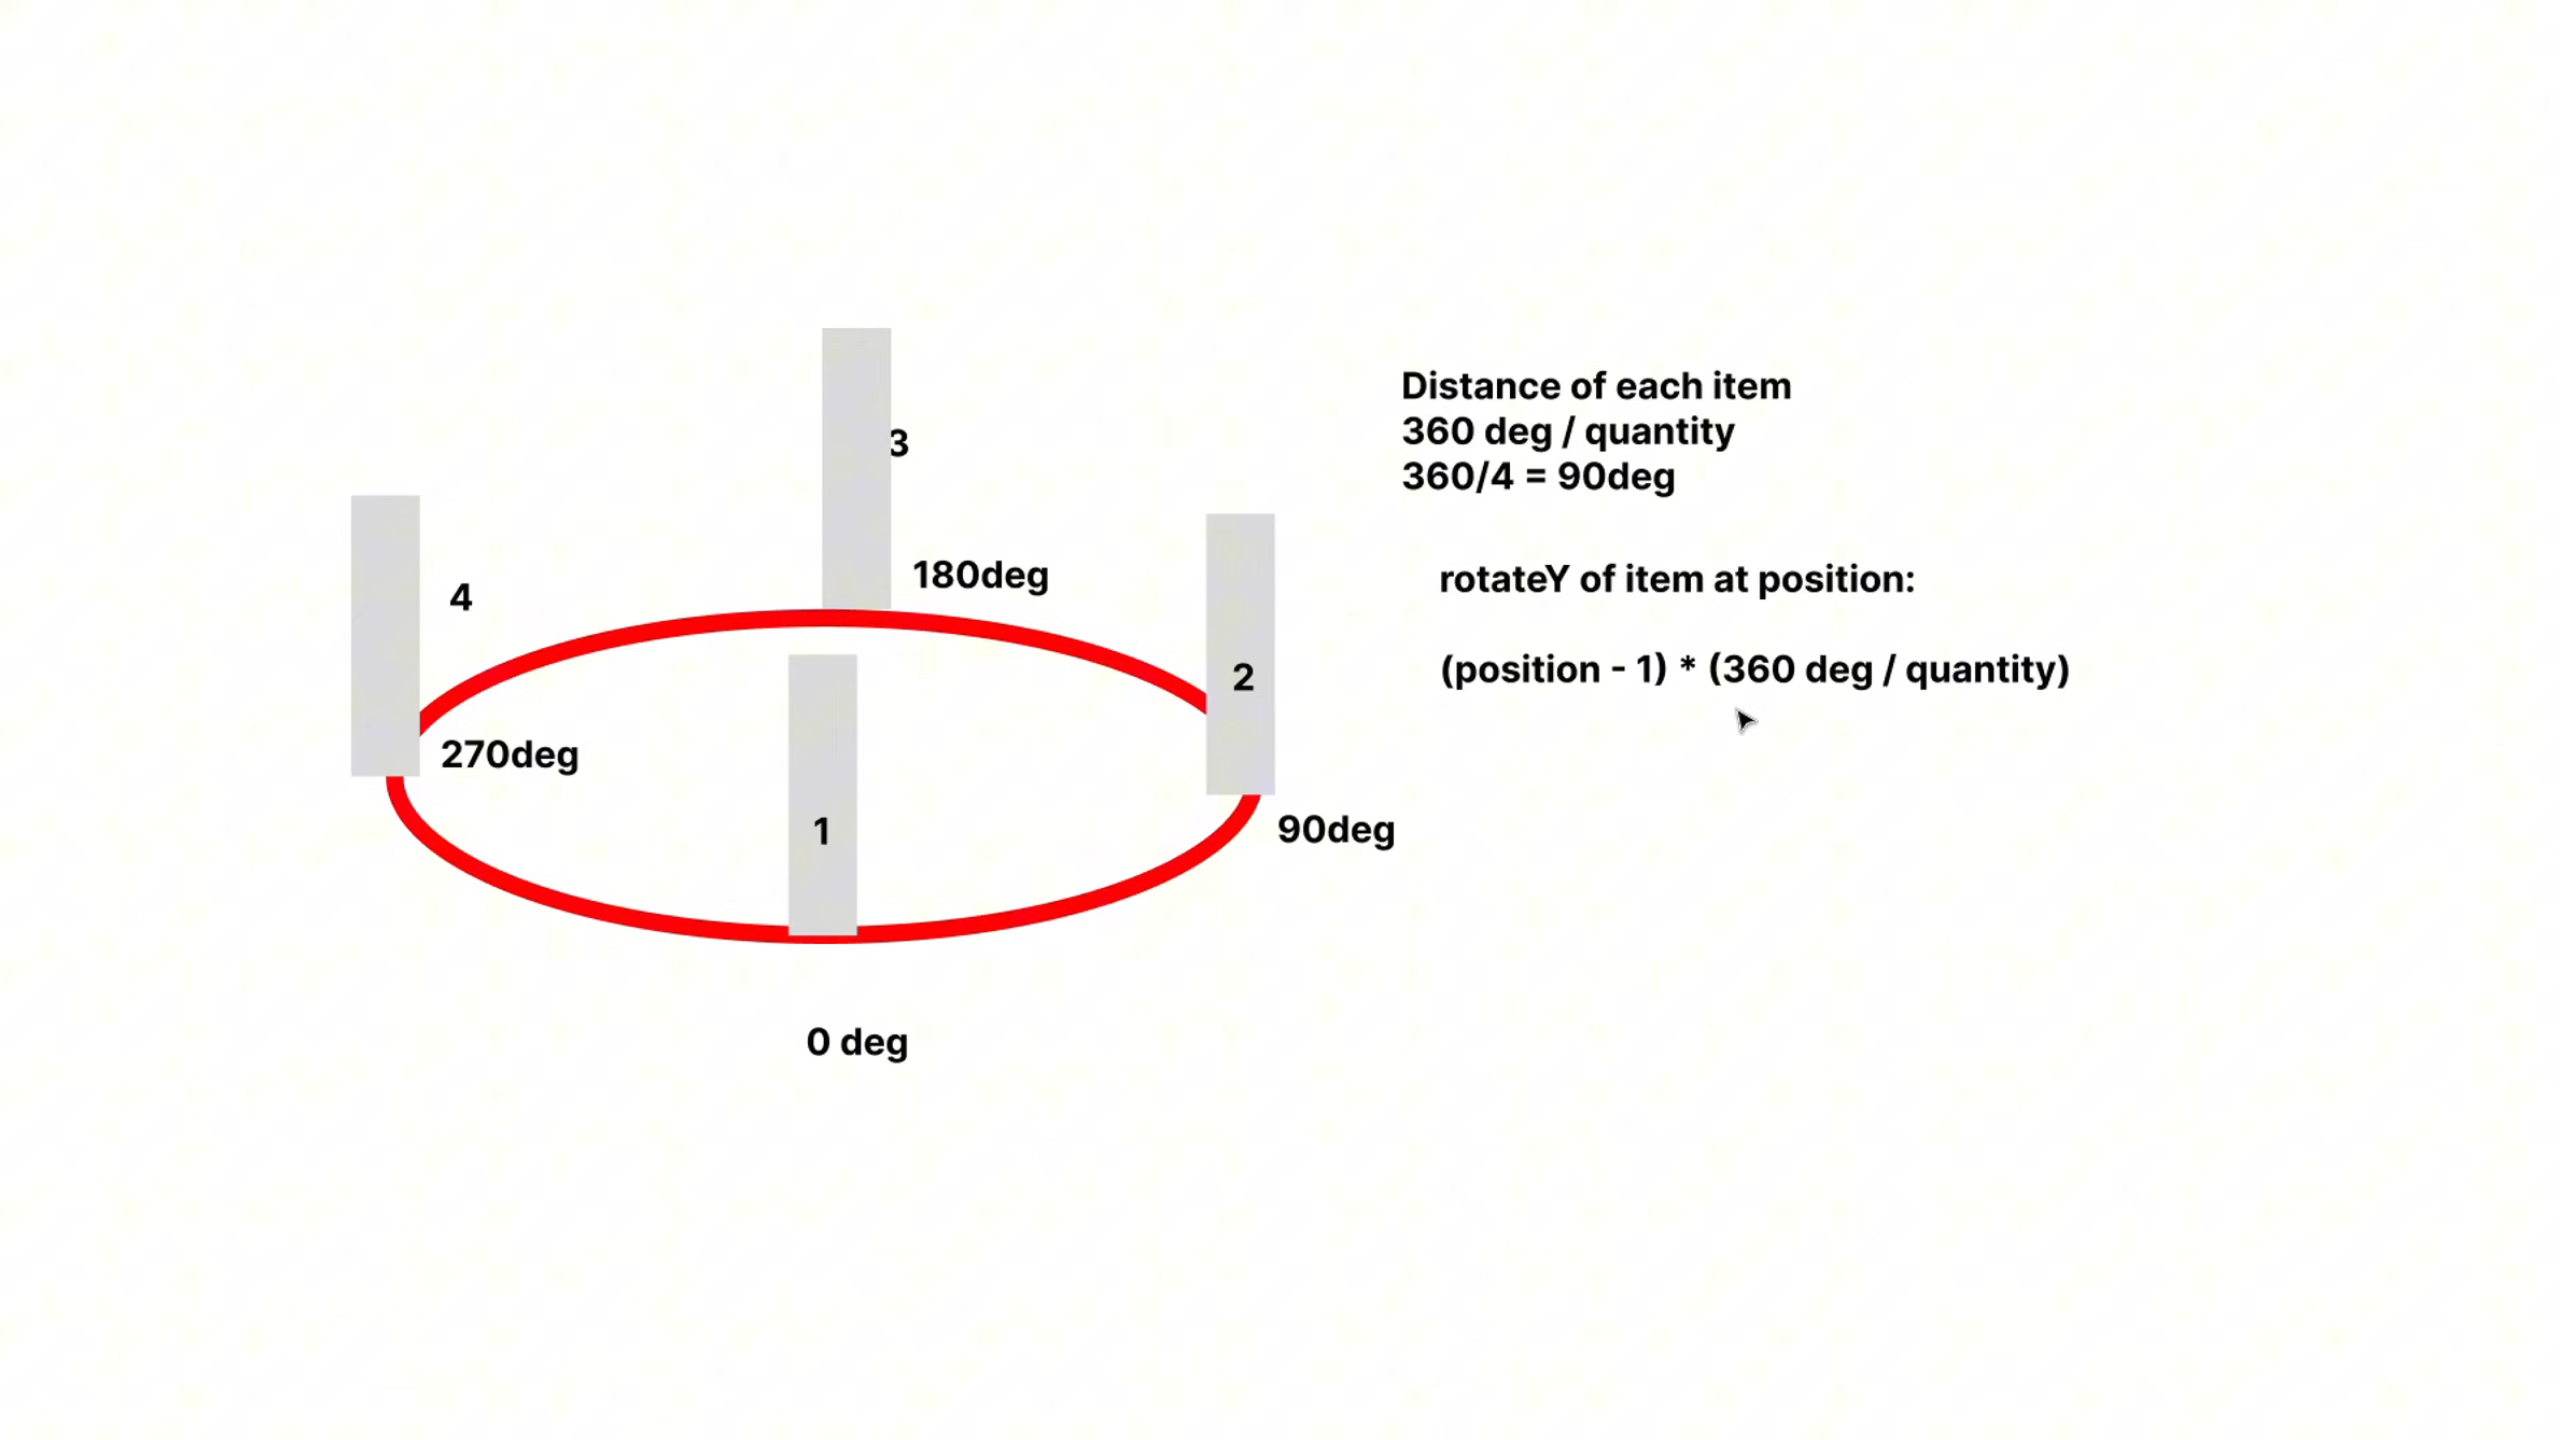 3
180deg
4
270deg
2
90deg
1
0 deg
Distance of each item
360 deg / quantity
360/4 = 90deg
rotateY of item at position:
(position - 1) * (360 deg / quantity)